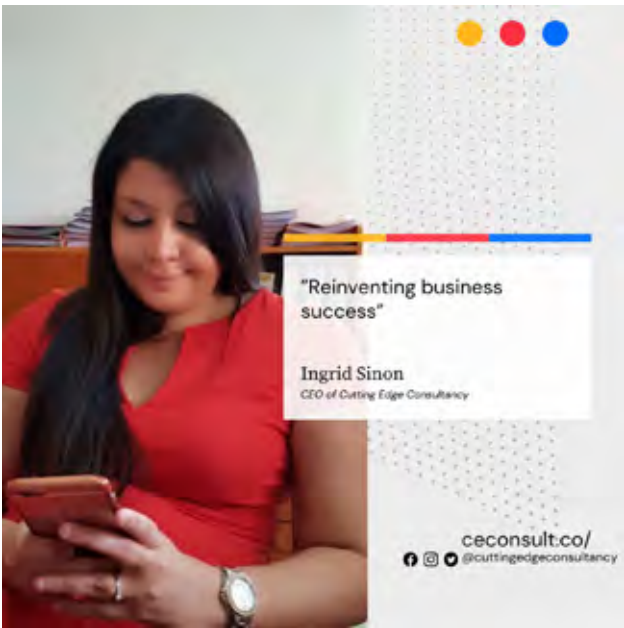 "Reinventing business
success"
Ingrid Sinon
CEO of Cutting Edge Consultancy
ceconsult.co/
@cuttingedgeconsultancy